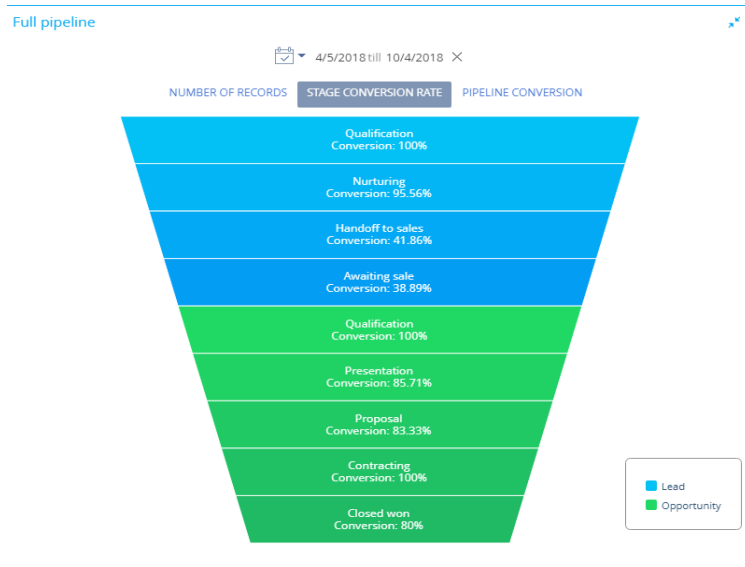 Full pipeline
4/5/2018 till 10/4/2018
NUMBER OF RECORDS STAGE CONVERSION RATE PIPELINE CONVERSION
Qualification
Conversion: 100%
Nurturing
Conversion: 95.56%
Handoff to sales
Conversion: 41.86%
Awaiting sale
Conversion: 38.89%
Qualification
Conversion: 100%
Presentation
Conversion: 85.71%
Proposal
Conversion: 83.33%
Contracting
Conversion: 100%
Closed won
Conversion: 80%
Lead
Opportunity